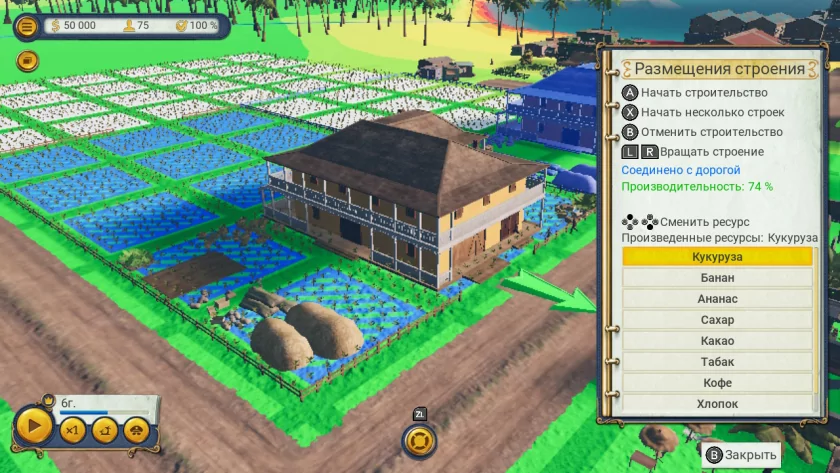 50 000 75 100 %
Размещения строения
A Начать строительство
X Начать несколько строек
B Отменить строительство
L R Вращать строение
Соединено с дорогой
Производительность: 74 %
Сменить ресурс
Произведенные ресурсы: Кукуруза
Кукуруза
Банан
Ананас
Сахар
Какао
Табак
Кофе
Хлопок
6г.
x1
ZL
B Закрыть